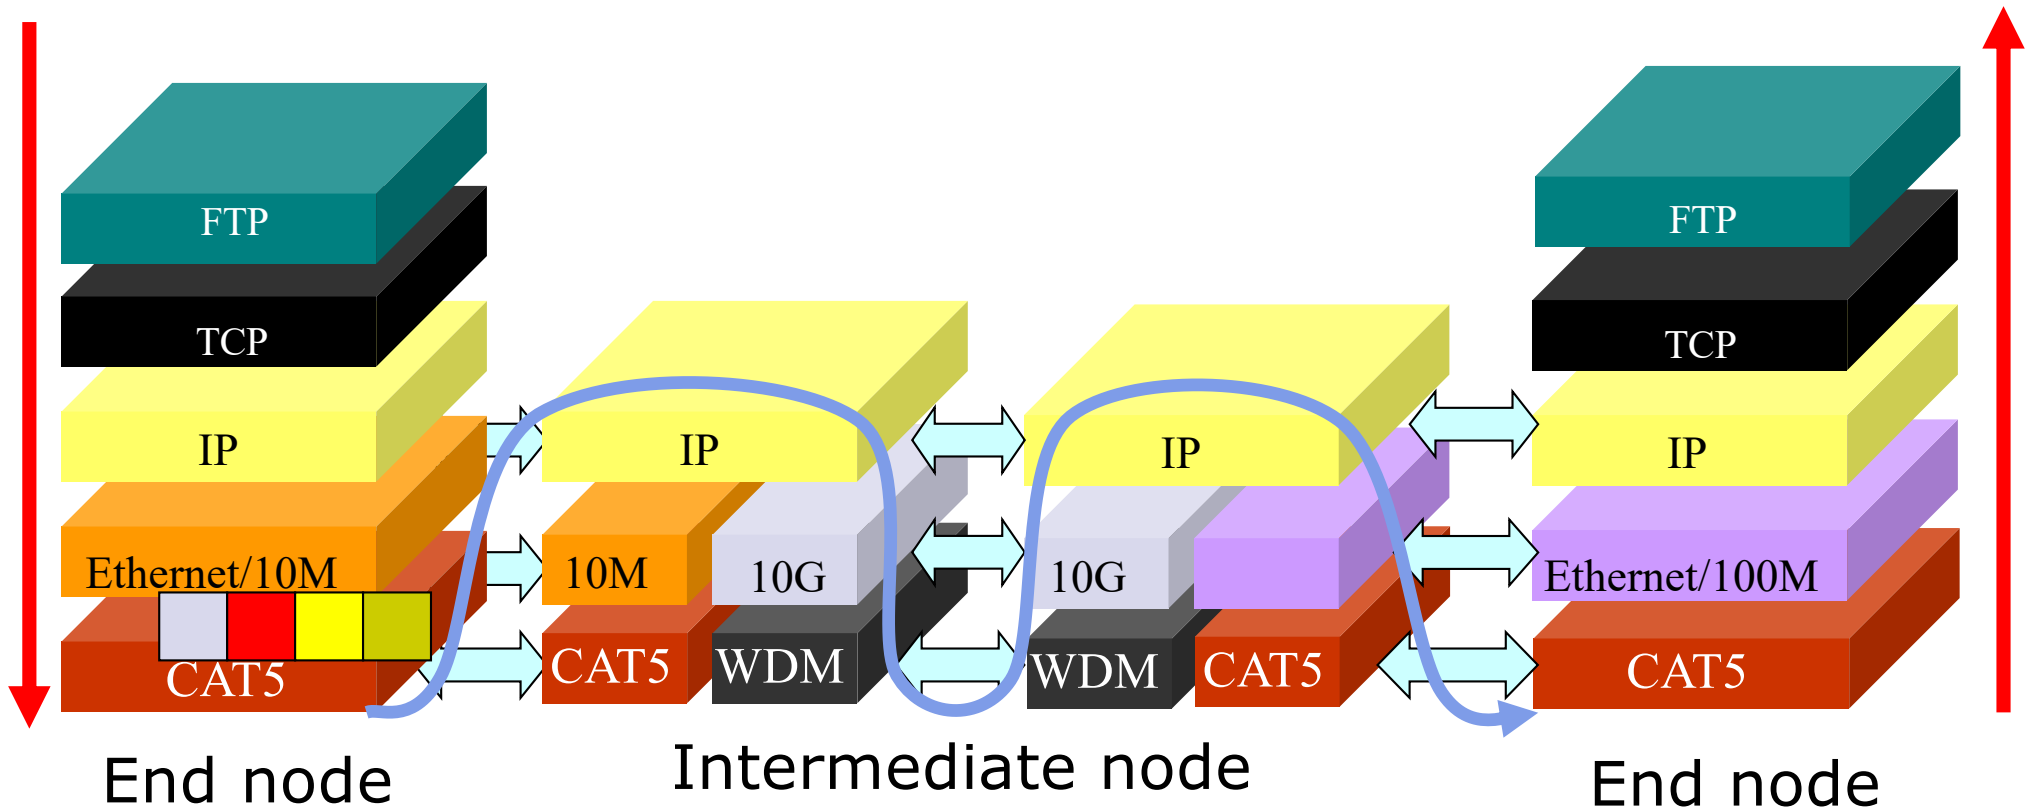 FTP
TCP
IP
Ethernet/10M
CAT5
End node
IP
10M
10G
CAT5
WDM
IP
10G
WDM
CAT5
Intermediate node
FTP
TCP
IP
Ethernet/100M
CAT5
End node